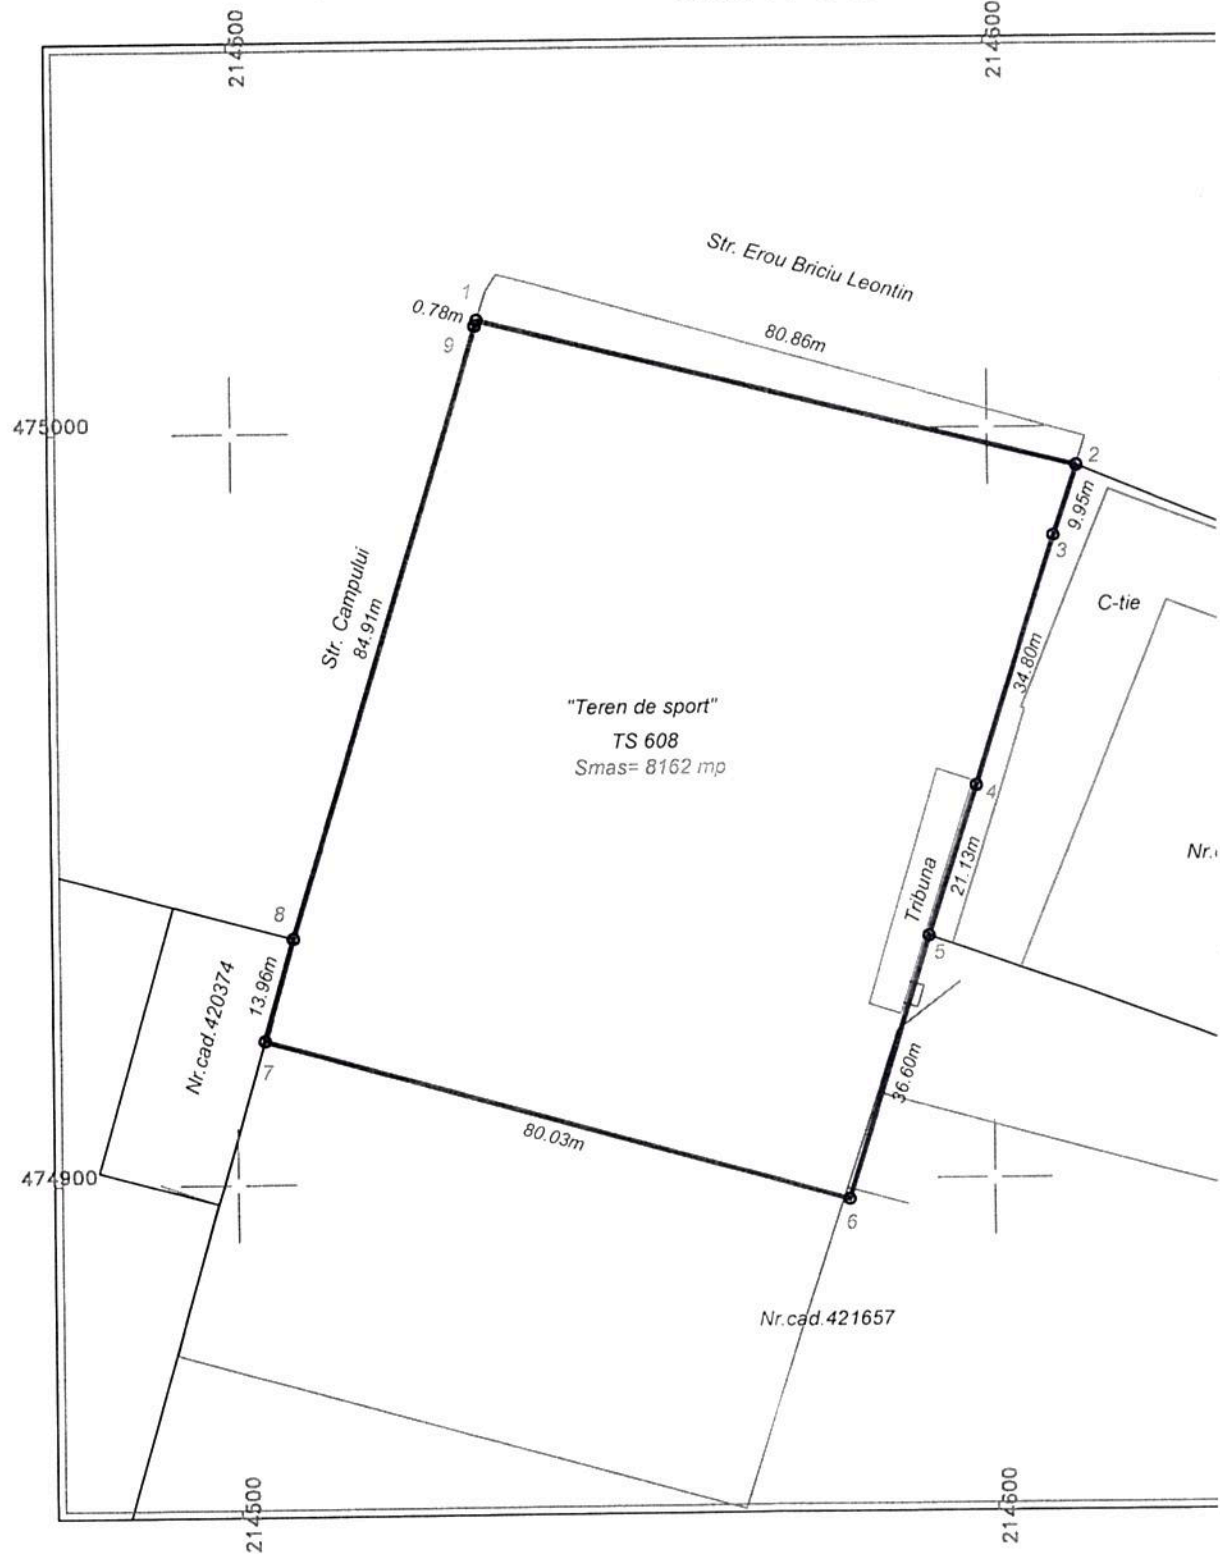 214500
214600
Str. Erou Briciu Leontin
1
0.78m
9
80.86m
475000
2
9.95m
3
C-tie
Str. Campului
84.91m
34.80m
"Teren de sport"
TS 608
Smas= 8162 mp
4
21.13m
Tribuna
8
5
13.96m
Nr.cad.420374
7
36.60m
80.03m
474900
6
Nr.cad.421657
214500
214600